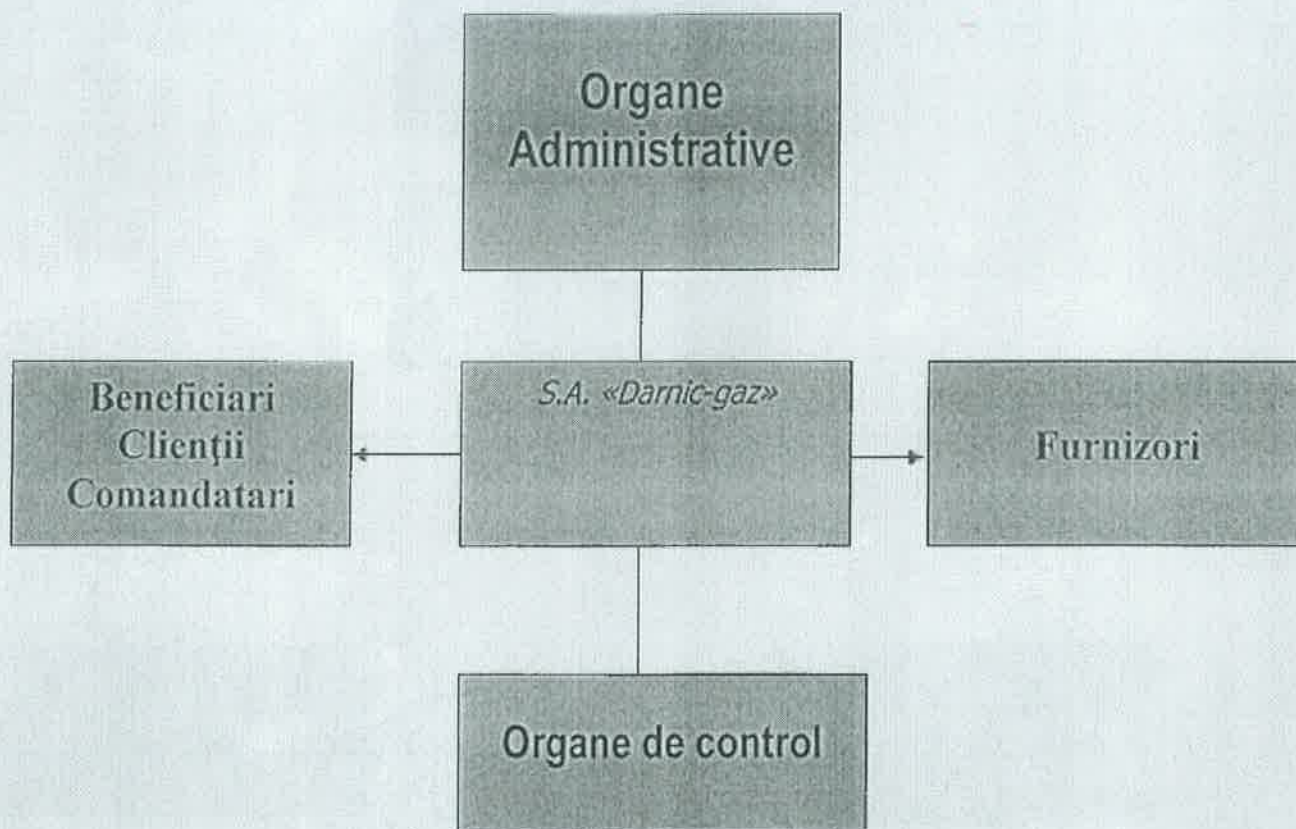 Organe
Administrative
Beneficiari
Clienţii
Comandatari
S.A. «Darnic-gaz»
Furnizori
Organe de control